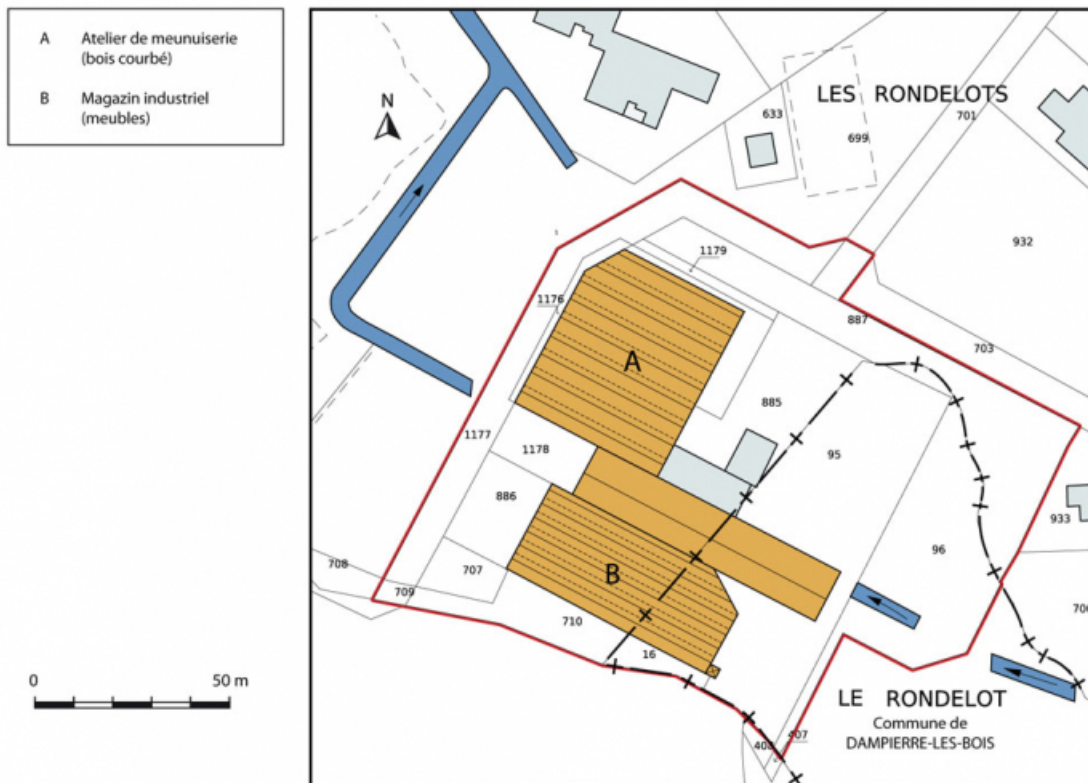 A Atelier de meunuiserie
(bois courbé)
B Magazin industriel
(meubles)
N
LES RONDELOTS
633
701
699
932
1179
1176
887
703
A
885
1177
1178
95
886
933
96
B
708
707
709
710
16
0 50 m
LE RONDELOT
Commune de
DAMPIERRE-LES-BOIS
407